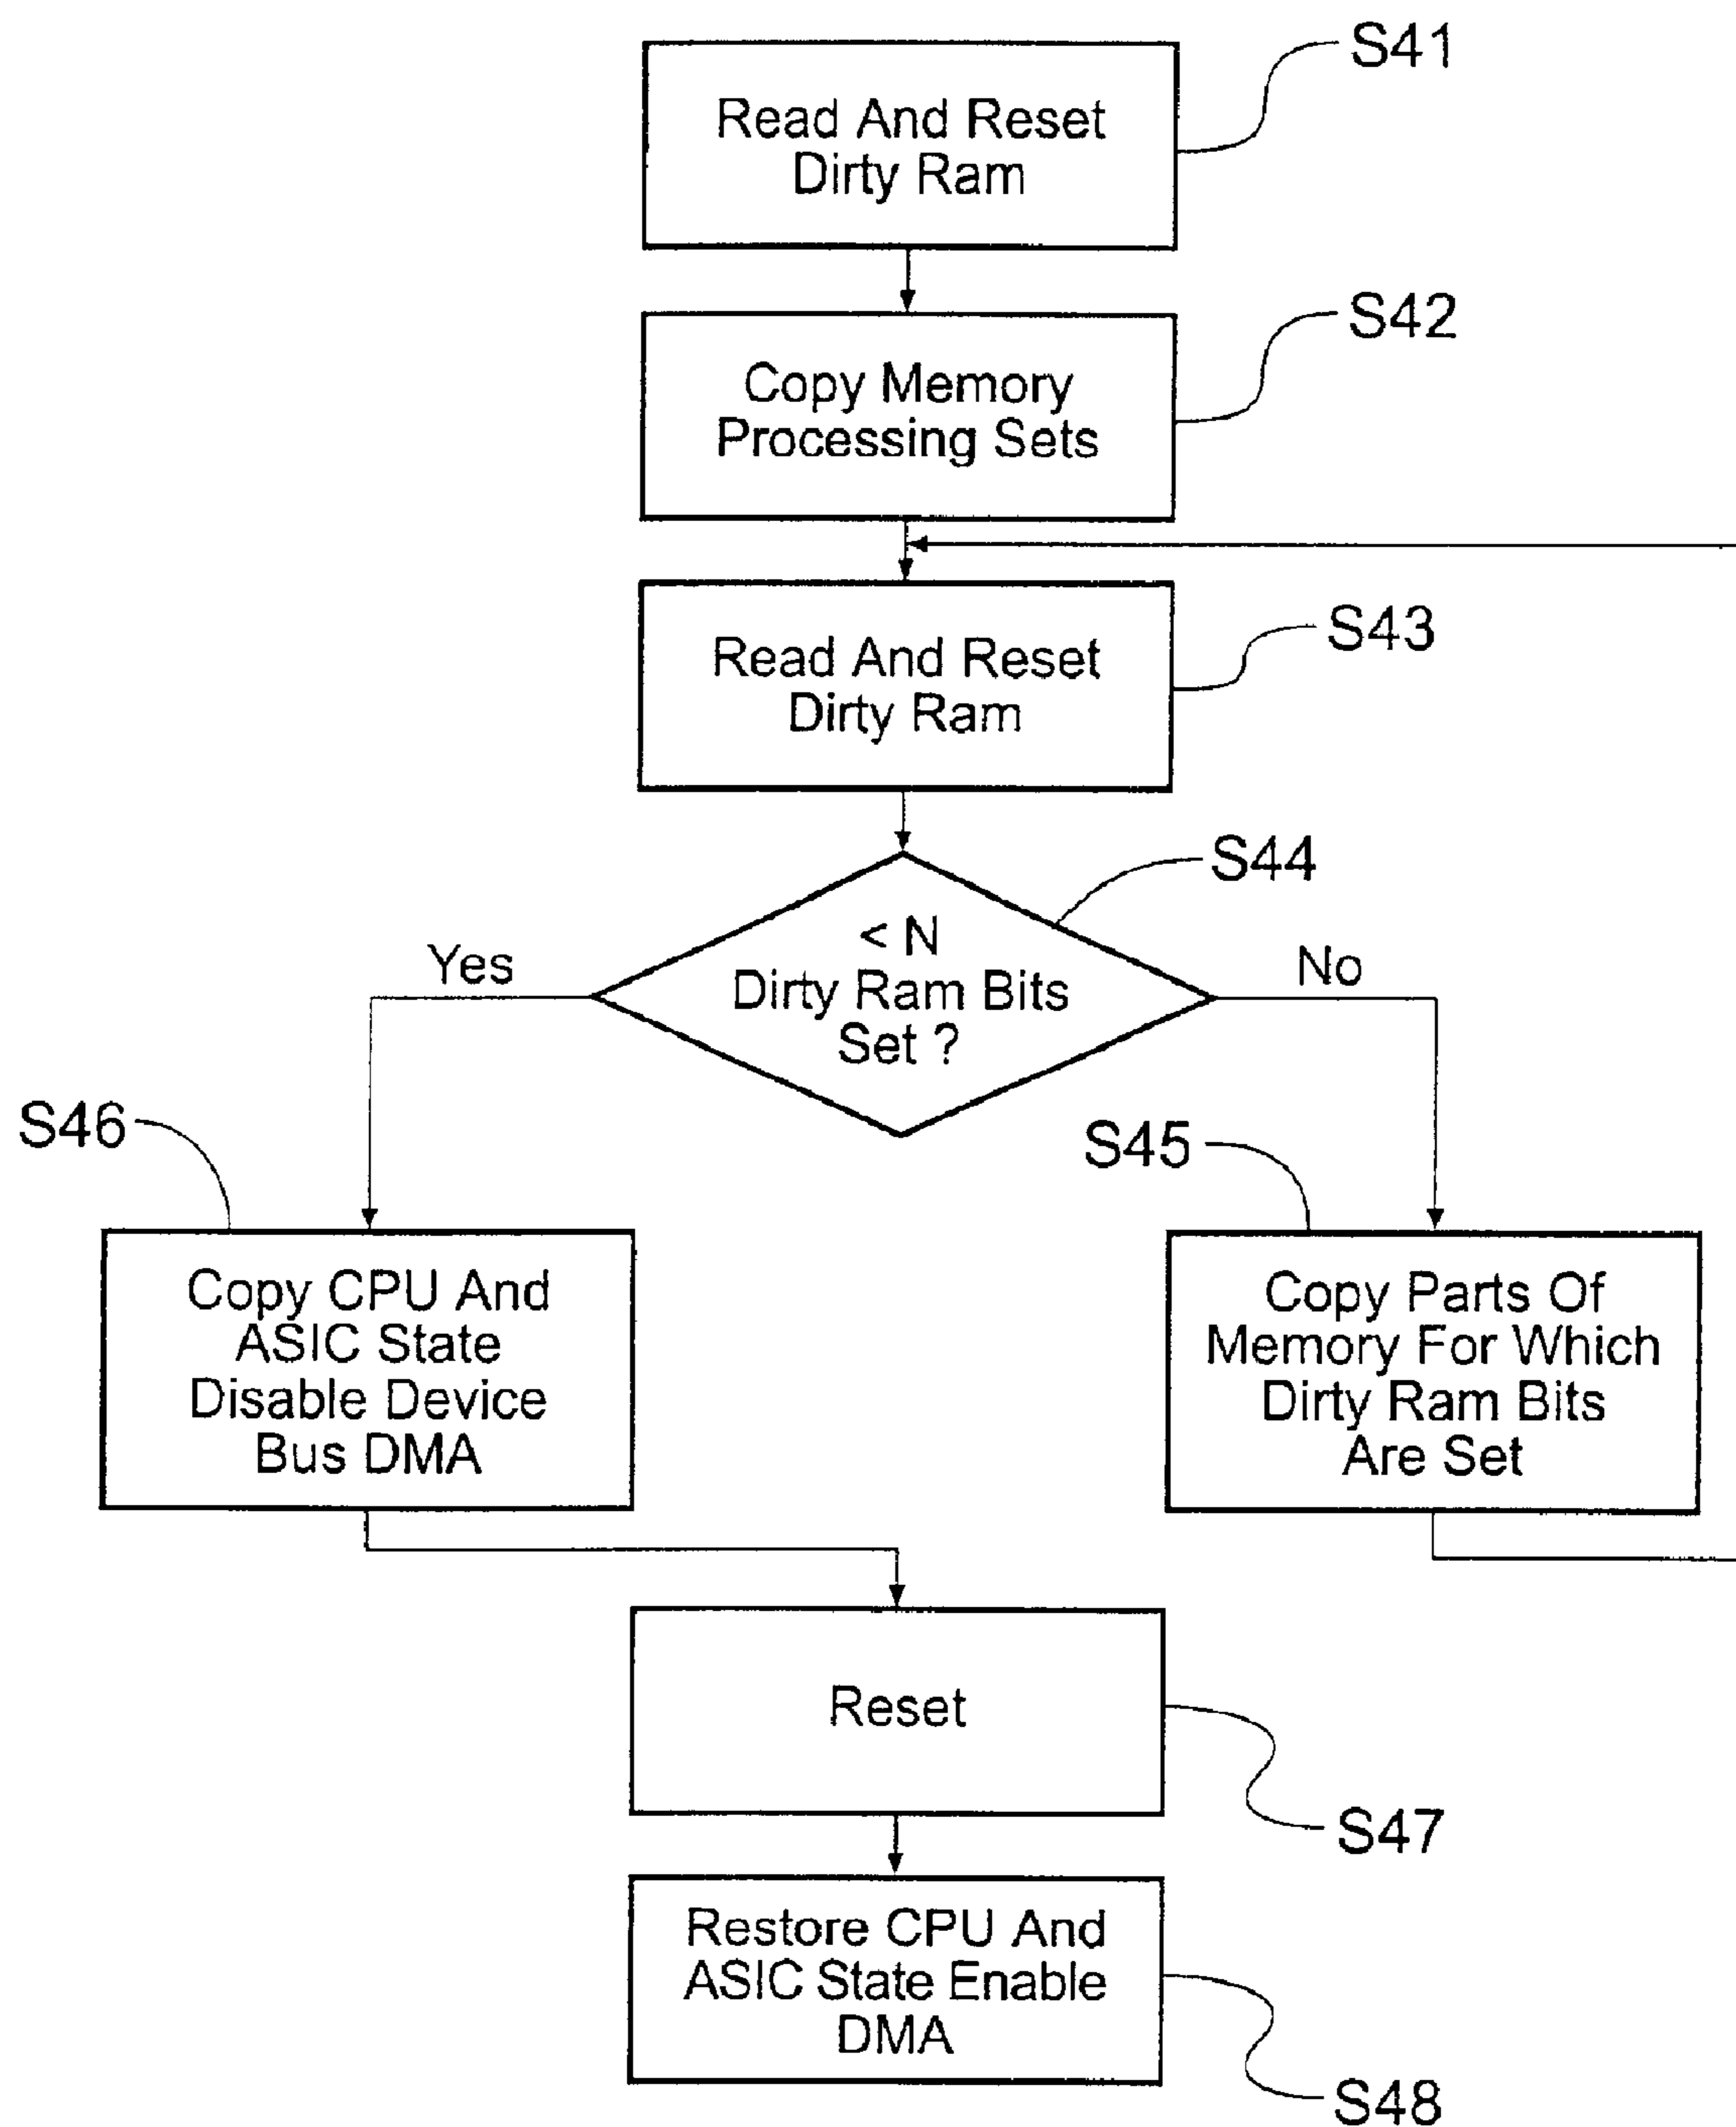 S41
Read And Reset
Dirty Ram
S42
Copy Memory
Processing Sets
S43
Read And Reset
Dirty Ram
S44
< N
Dirty Ram Bits
Set ?
Yes
No
S46
S45
Copy CPU And
ASIC State
Disable Device
Bus DMA
Copy Parts Of
Memory For Which
Dirty Ram Bits
Are Set
Reset
S47
Restore CPU And
ASIC State Enable
DMA
S48